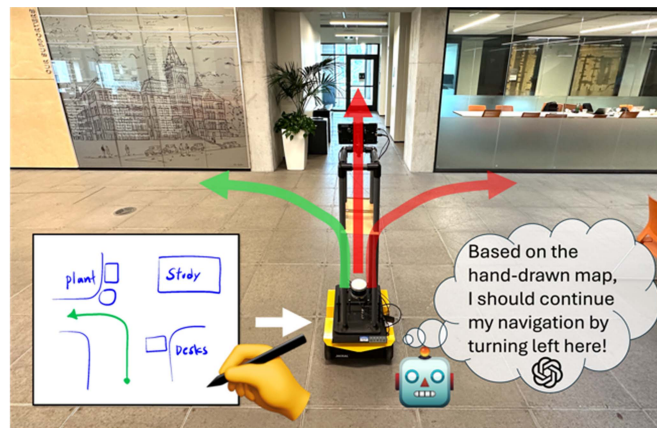 plant
Study
Desks
Based on the
hand-drawn map,
I should continue
my navigation by
turning left here!